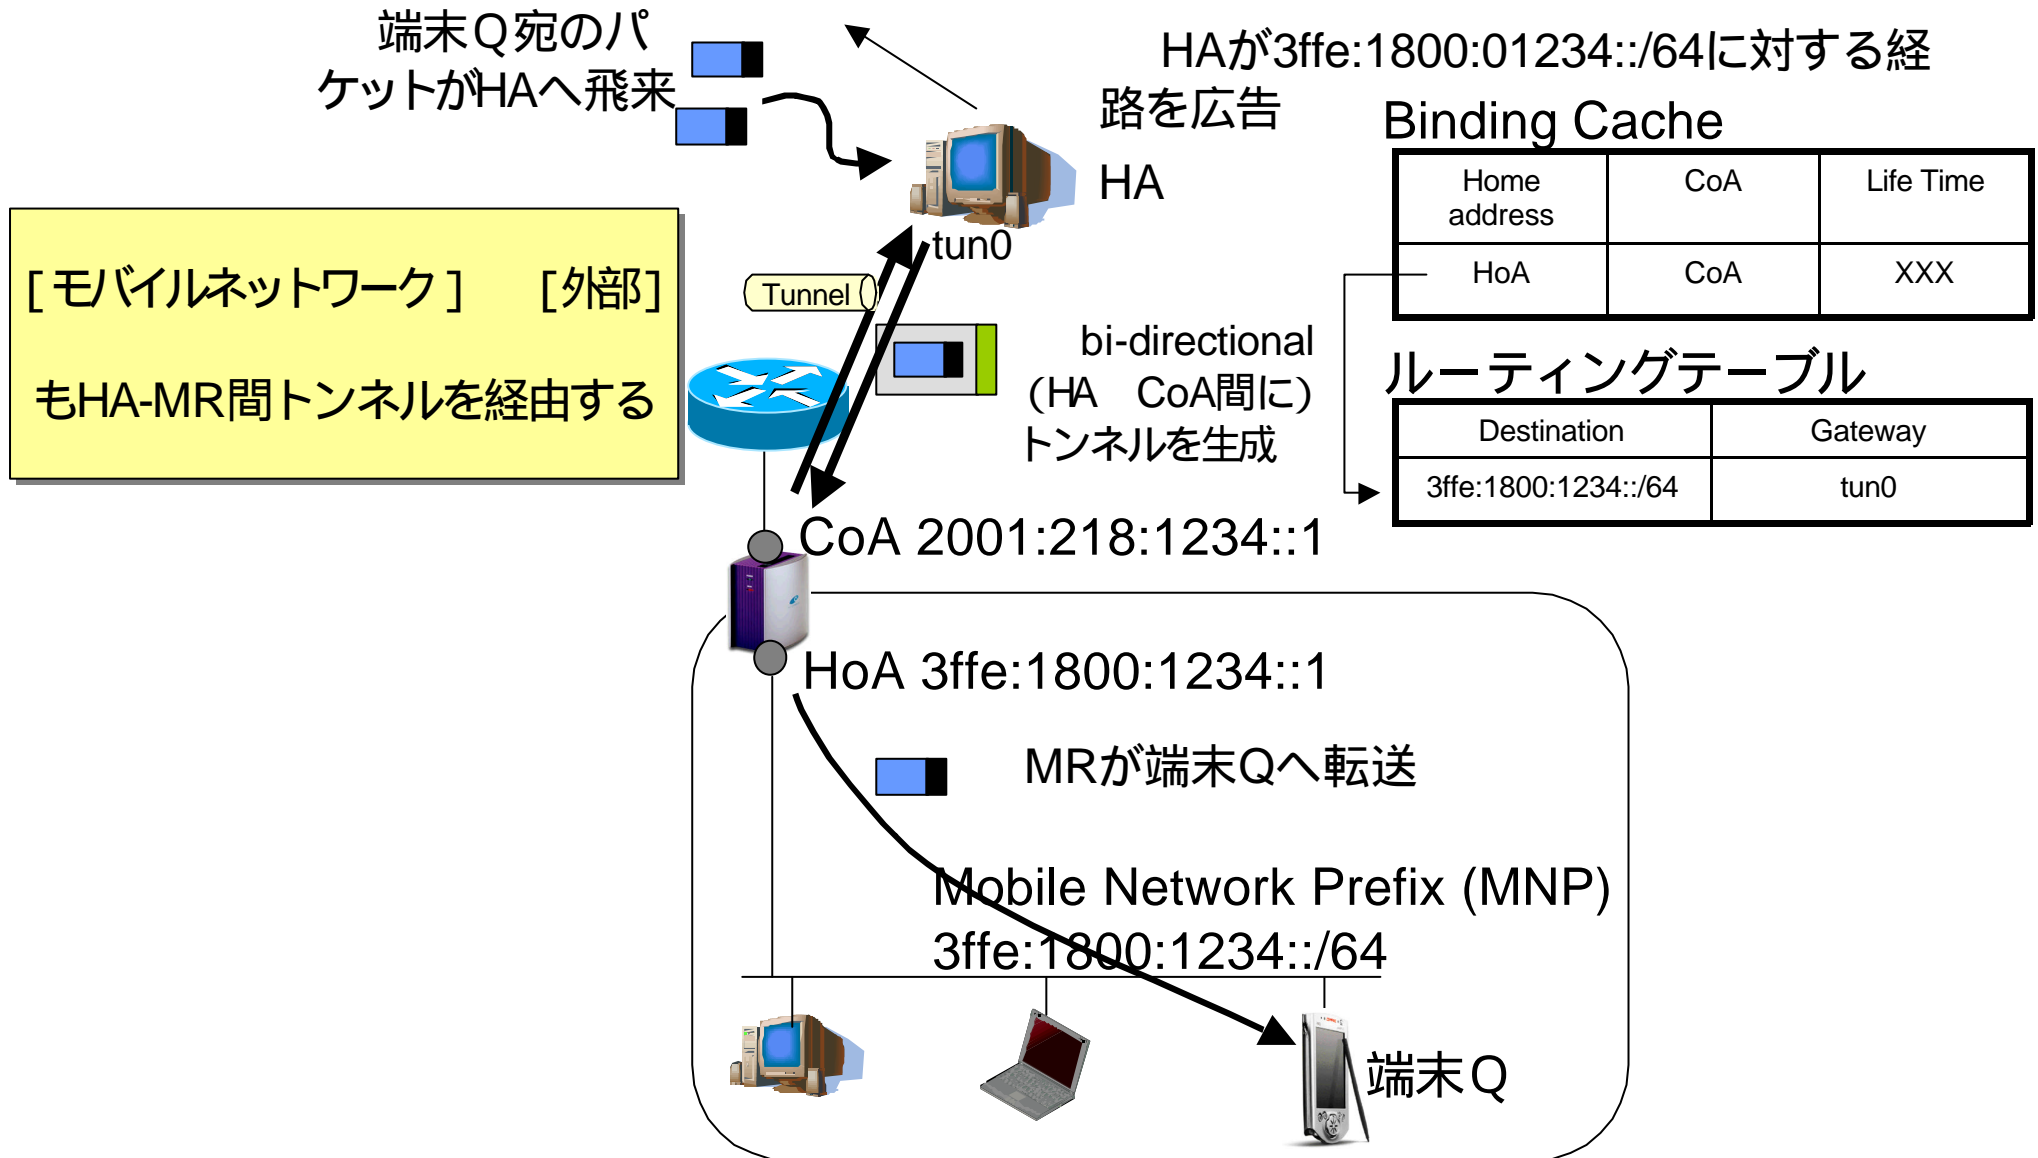 端末Q宛のパ
ケットがHAへ飛来
HAが3ffe:1800:01234::/64に対する経
路を広告
HA
tun0
Binding Cache
Home address CoA Life Time
HoA CoA XXX
[モバイルネットワーク] [外部]
もHA-MR間トンネルを経由する
Tunnel
bi-directional
(HA CoA間に)
トンネルを生成
ルーティングテーブル
Destination Gateway
3ffe:1800:1234::/64 tun0
CoA 2001:218:1234::1
HoA 3ffe:1800:1234::1
MRが端末Qへ転送
Mobile Network Prefix (MNP)
3ffe:1800:1234::/64
端末Q